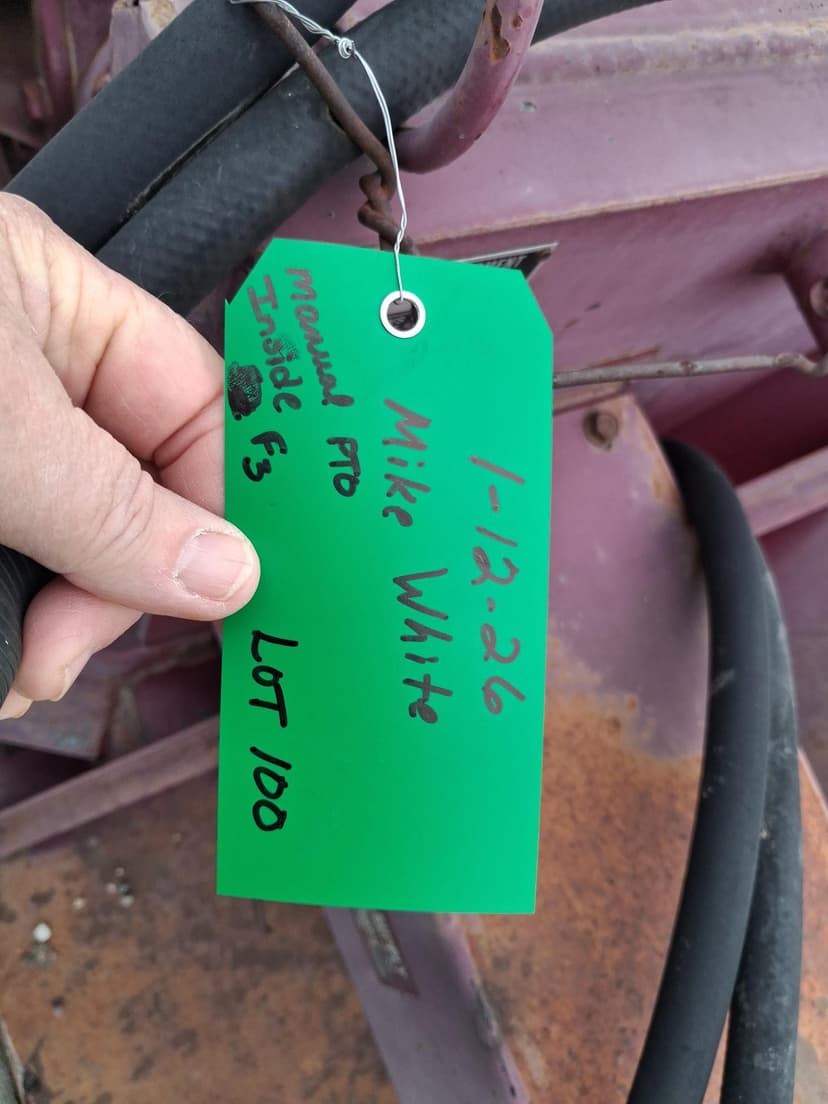 1-12-26
Mike White
Manual PTO
Inside F3
LOT 100